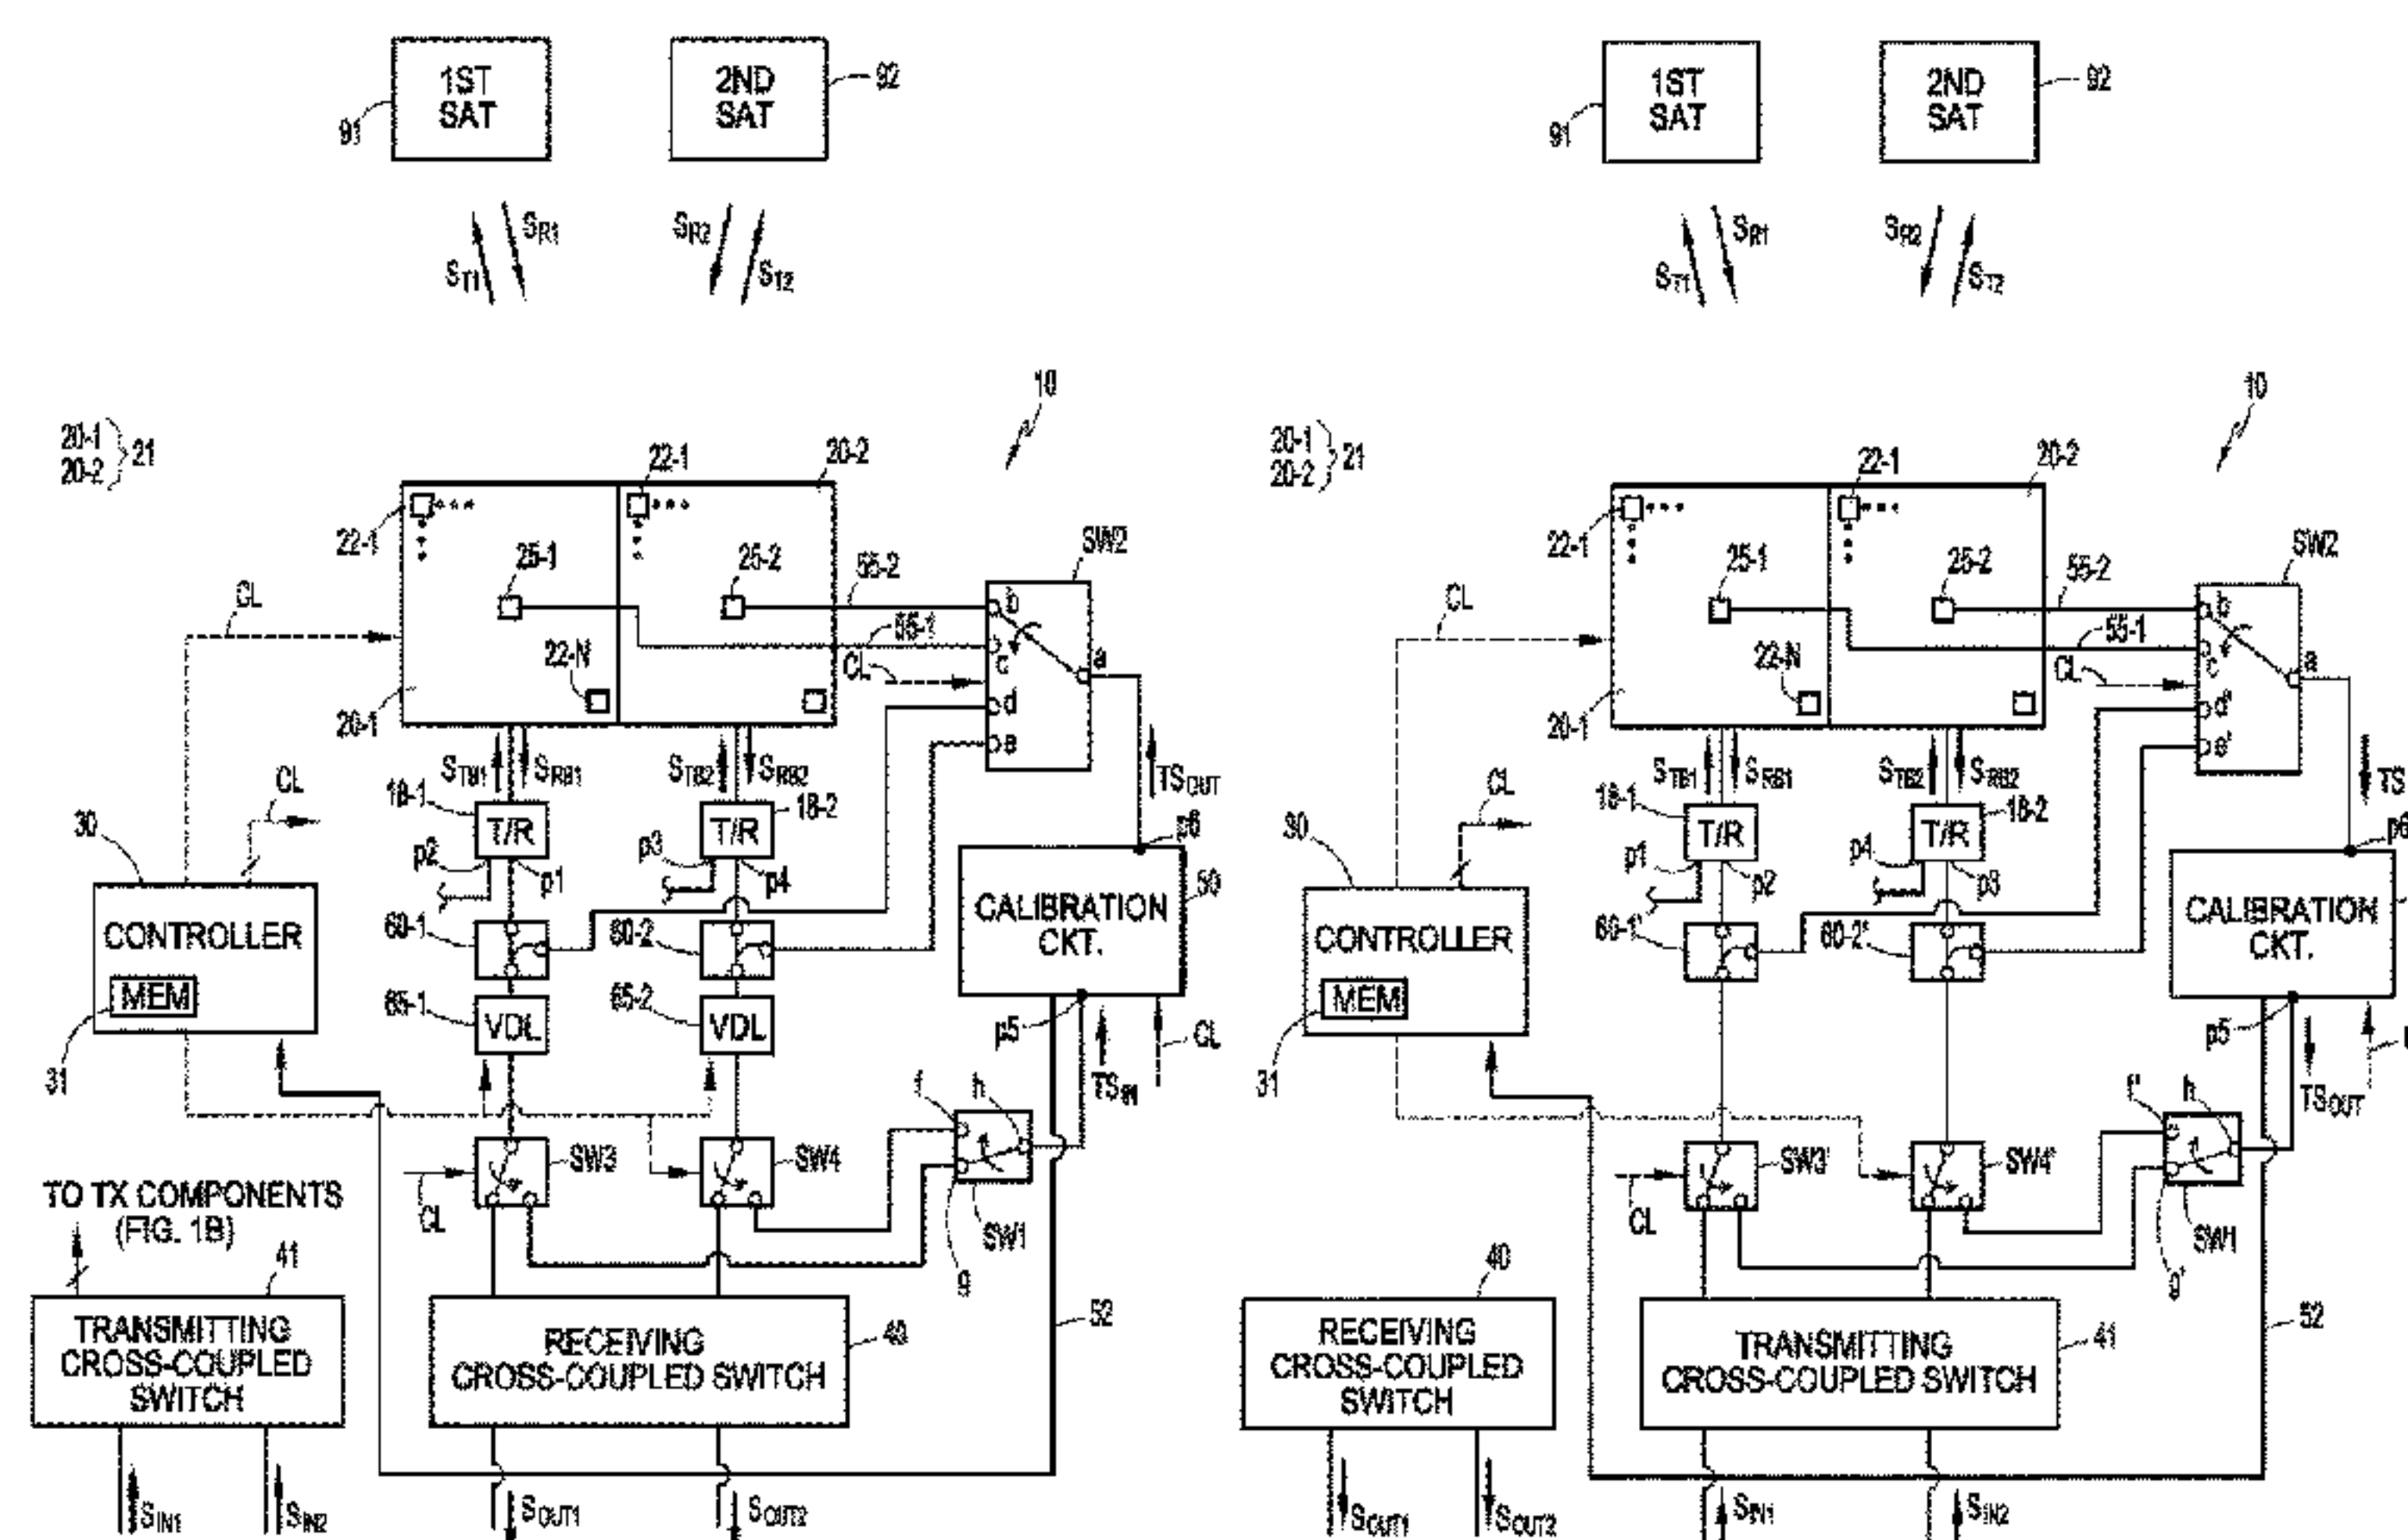 1ST
SAT
91
2ND
SAT
92
SR1
ST1
SR2
ST2
10
20-1
20-2
21
22-1
22-1
20-2
25-1
25-2
55-2
55-1
22-N
20-1
CL
SW2
b
c
d
e
a
CL
STB1
SRB1
STB2
SRB2
TSOUT
18-1
T/R
18-2
T/R
p2
p1
p3
p4
p6
30
CL
CONTROLLER
MEM
31
60-1
60-2
65-1
VDL
65-2
VDL
CALIBRATION
CKT.
50
p5
TSIN
CL
f
h
g
SW1
SW3
SW4
CL
TO TX COMPONENTS
(FIG. 1B)
41
TRANSMITTING
CROSS-COUPLED
SWITCH
RECEIVING
CROSS-COUPLED SWITCH
40
52
SIN1
SIN2
SOUT1
SOUT2
1ST
SAT
91
2ND
SAT
92
SR1
ST1
SR2
ST2
10
20-1
20-2
21
22-1
22-1
20-2
25-1
25-2
55-2
55-1
22-N
20-1
CL
SW2
b
c
d'
e'
a
CL
STB1
SRB1
STB2
SRB2
18-1
T/R
18-2
T/R
p1
p2
p4
p3
30
CL
CONTROLLER
MEM
31
60-1'
60-2'
CALIBRATION
CKT.
p5
TSOUT
f'
h
g'
SW1
SW3'
SW4'
CL
40
RECEIVING
CROSS-COUPLED
SWITCH
TRANSMITTING
CROSS-COUPLED SWITCH
41
52
SOUT1
SOUT2
SIN1
SIN2